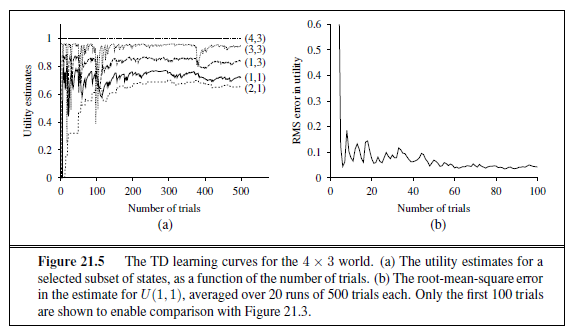 Utility estimates
1
0.8
0.6
0.4
0.2
0
0 100 200 300 400 500
Number of trials
(4,3)
(3,3)
(1,3)
(1,1)
(2,1)
(a)
RMS error in utility
0.6
0.5
0.4
0.3
0.2
0.1
0
0 20 40 60 80 100
Number of trials
(b)
Figure 21.5 The TD learning curves for the 4 × 3 world. (a) The utility estimates for a
selected subset of states, as a function of the number of trials. (b) The root-mean-square error
in the estimate for U(1, 1), averaged over 20 runs of 500 trials each. Only the first 100 trials
are shown to enable comparison with Figure 21.3.